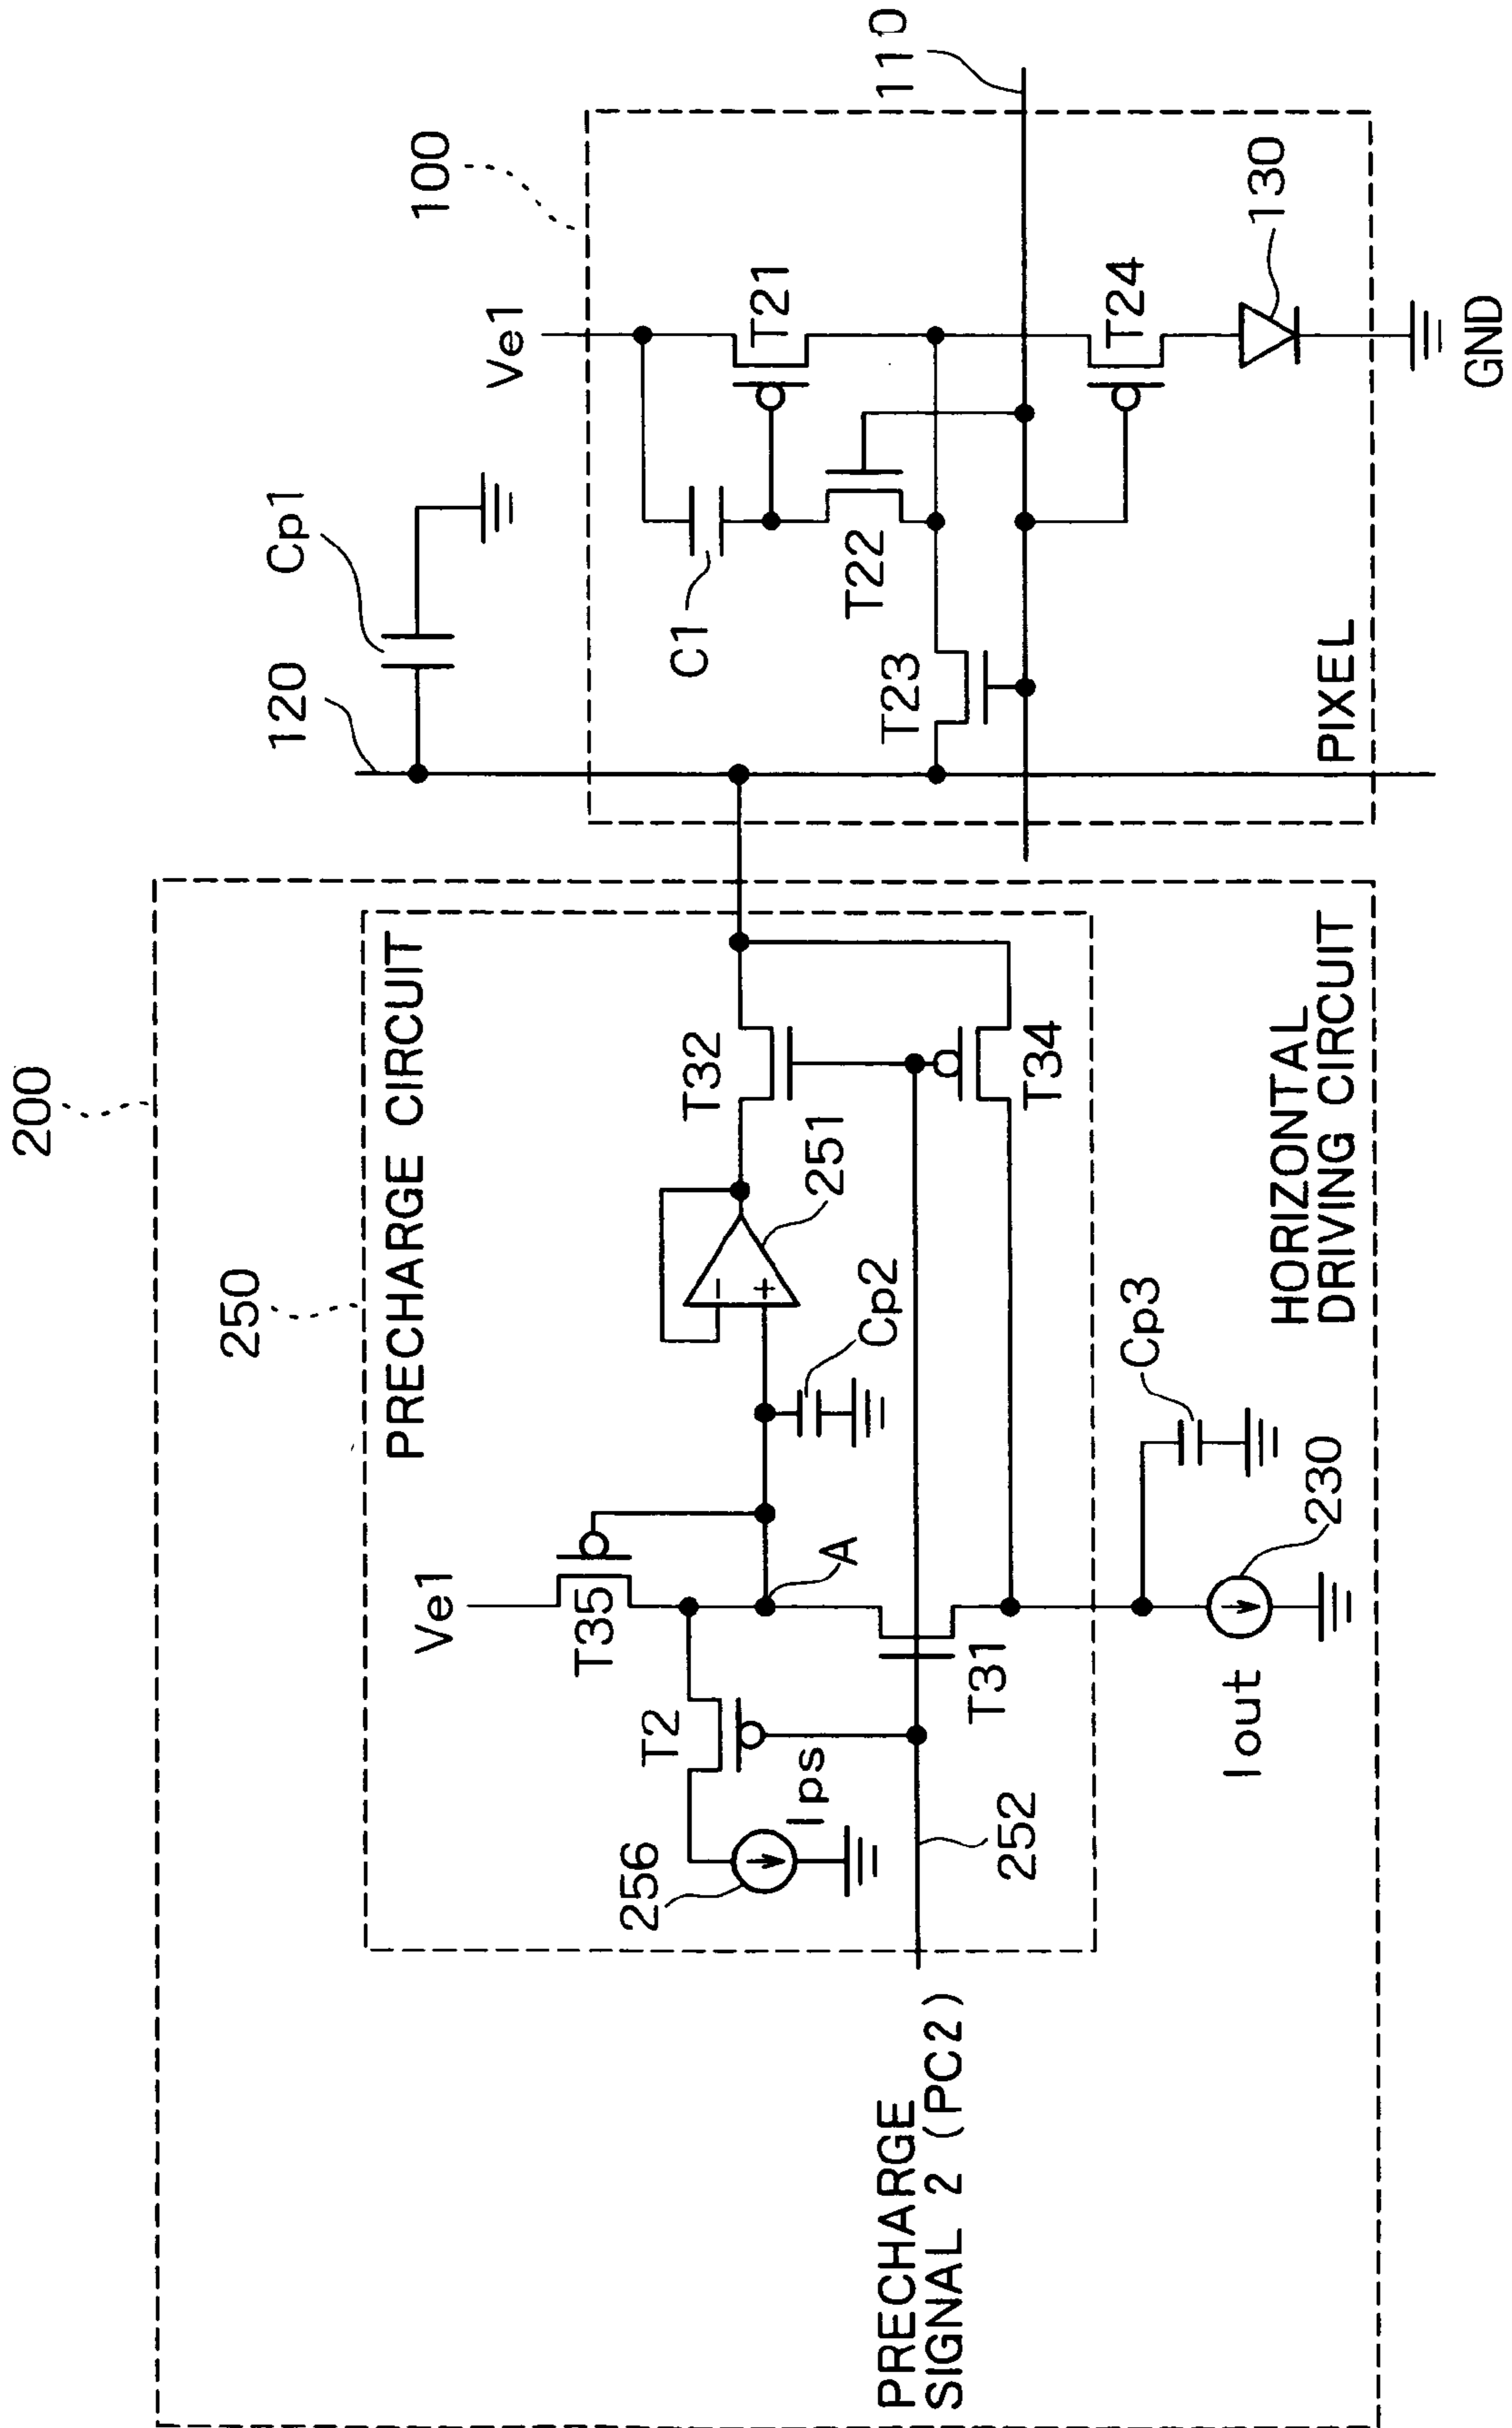 200
250
PRECHARGE CIRCUIT
Ve1
T35
T2
256
Ips
A
Cp2
251
T32
T31
T34
252
PRECHARGE
SIGNAL 2 (PC2)
Cp3
230
Iout
HORIZONTAL
DRIVING CIRCUIT
120
Cp1
100
Ve1
C1
T21
T22
T23
T24
110
130
PIXEL
GND